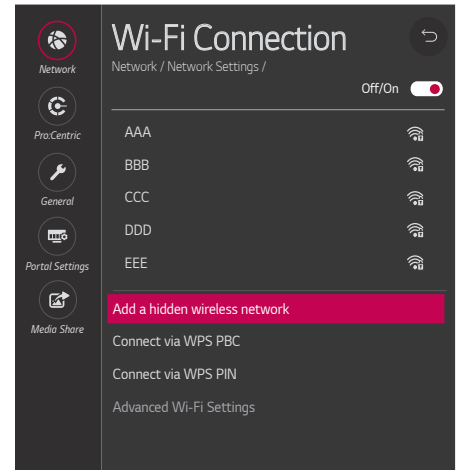 Wi-Fi Connection
Network / Network Settings /
Off/On
Network
Pro:Centric
General
Portal Settings
Media Share
AAA
BBB
CCC
DDD
EEE
Add a hidden wireless network
Connect via WPS PBC
Connect via WPS PIN
Advanced Wi-Fi Settings